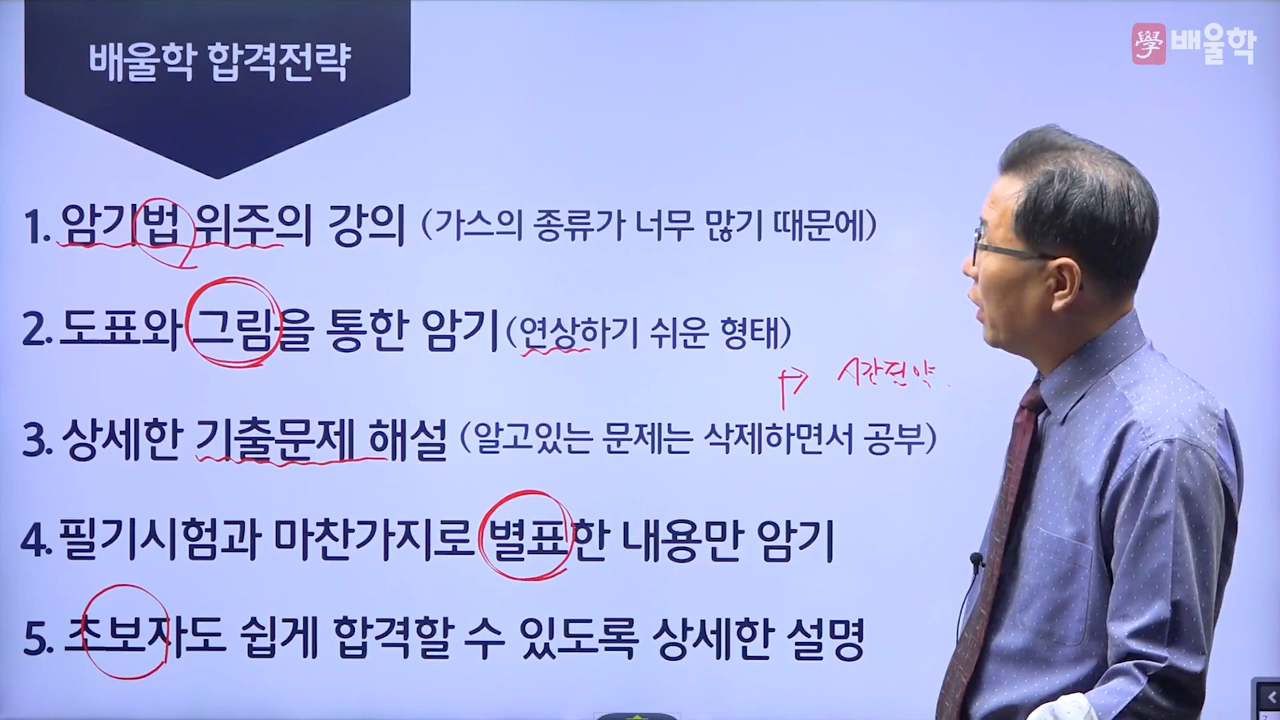 배울학 합격전략
學 배울학
1. 암기법 위주의 강의 (가스의 종류가 너무 많기 때문에)
2. 도표와 그림을 통한 암기(연상하기 쉬운 형태)
시간절약
3. 상세한 기출문제 해설 (알고있는 문제는 삭제하면서 공부)
4. 필기시험과 마찬가지로 별표한 내용만 암기
5. 초보자도 쉽게 합격할 수 있도록 상세한 설명